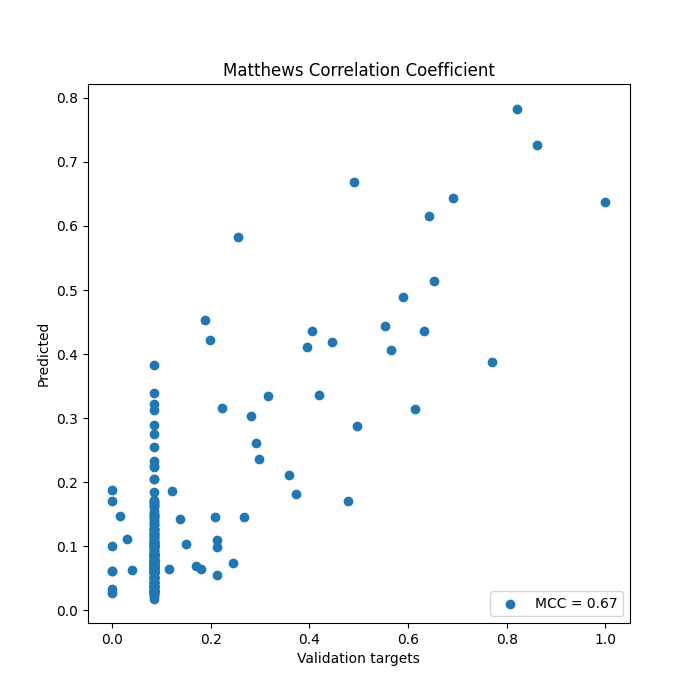 Matthews Correlation Coefficient
0.8
0.7
0.6
0.5
0.4
0.3
0.2
0.1
0.0
Predicted
MCC = 0.67
0.0 0.2 0.4 0.6 0.8 1.0
Validation targets